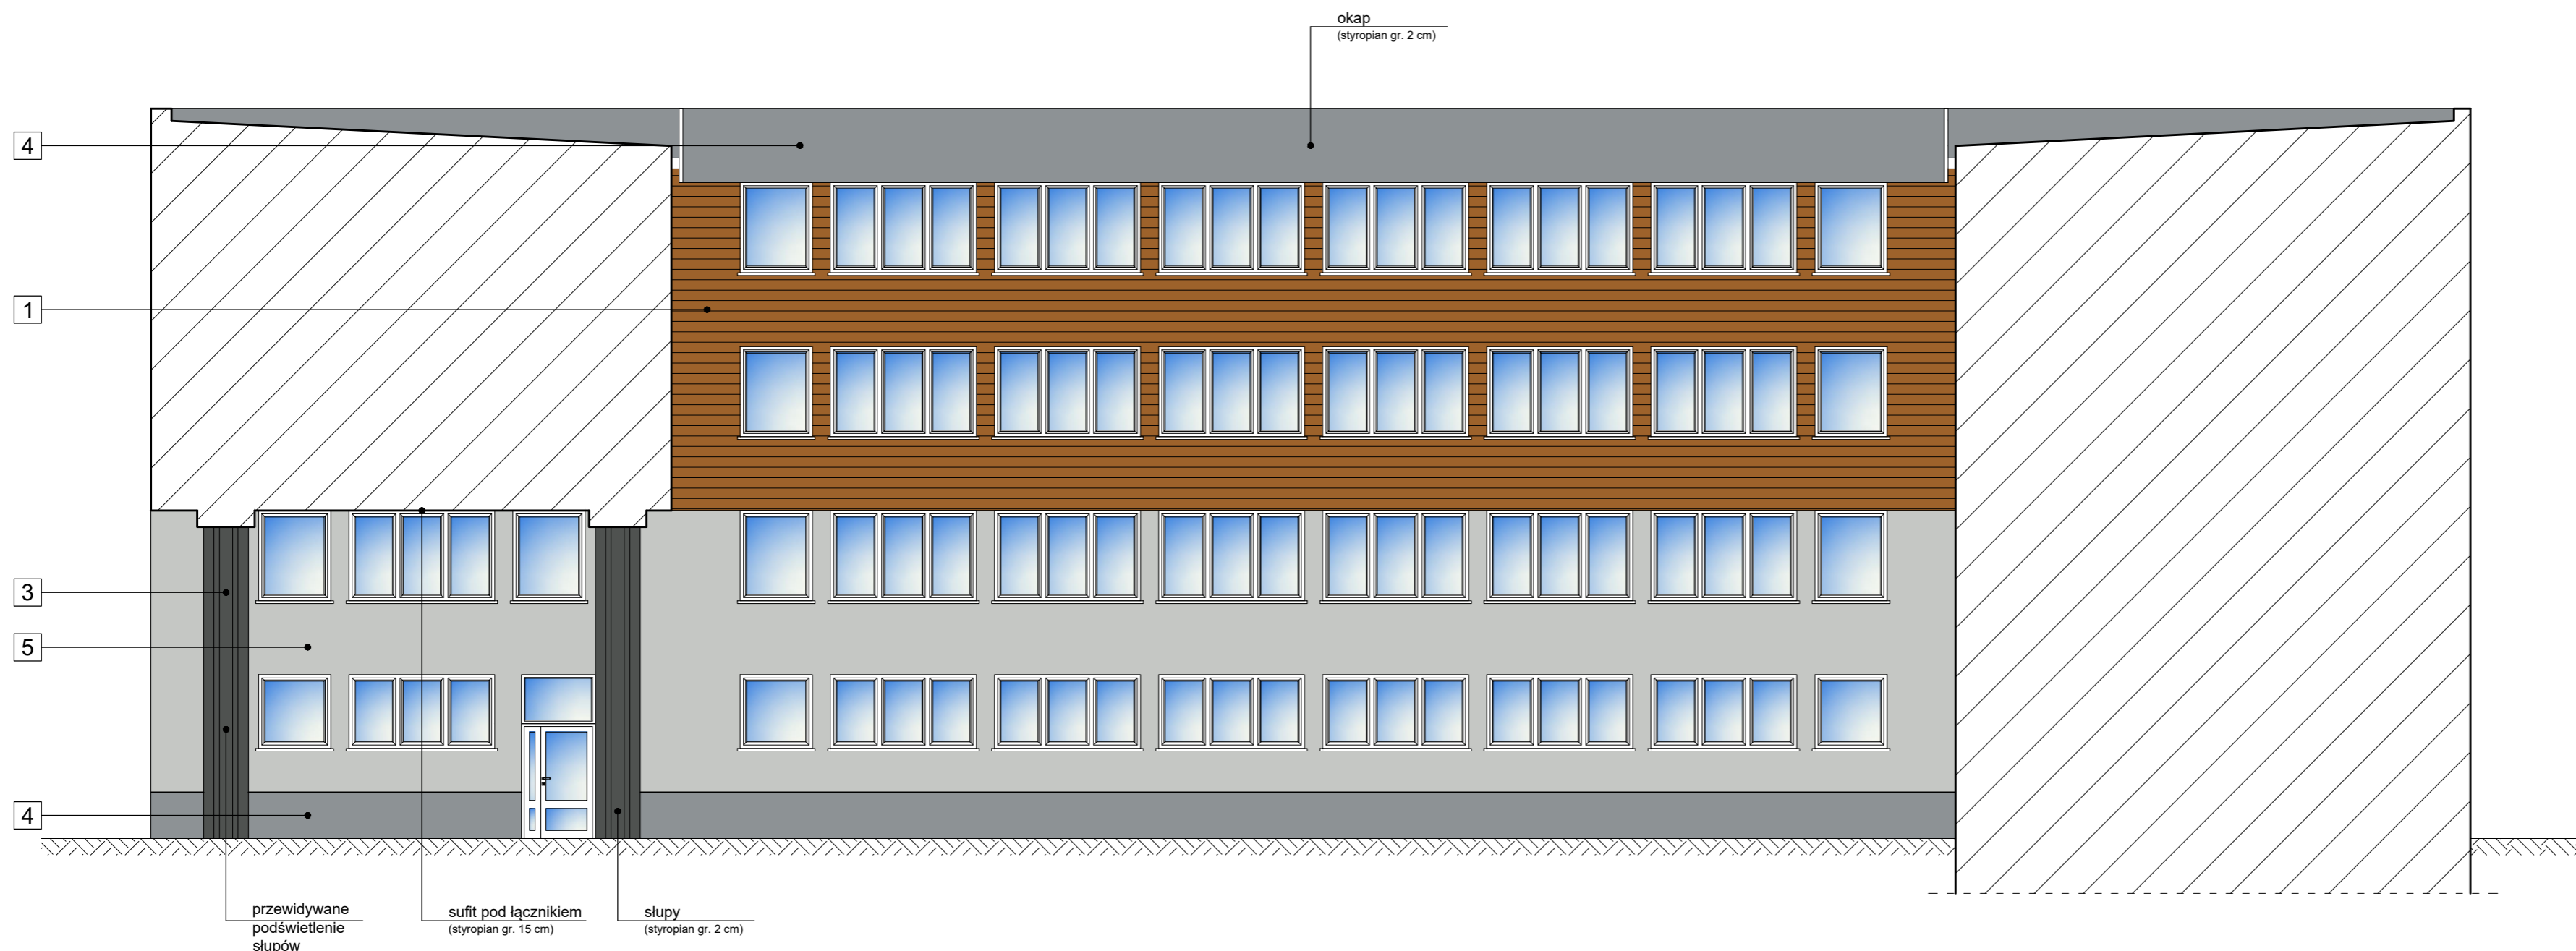 okap
(styropian gr. 2 cm)
4
1
3
5
4
przewidywane
podświetlenie
słupów
sufit pod łącznikiem
(styropian gr. 15 cm)
słupy
(styropian gr. 2 cm)